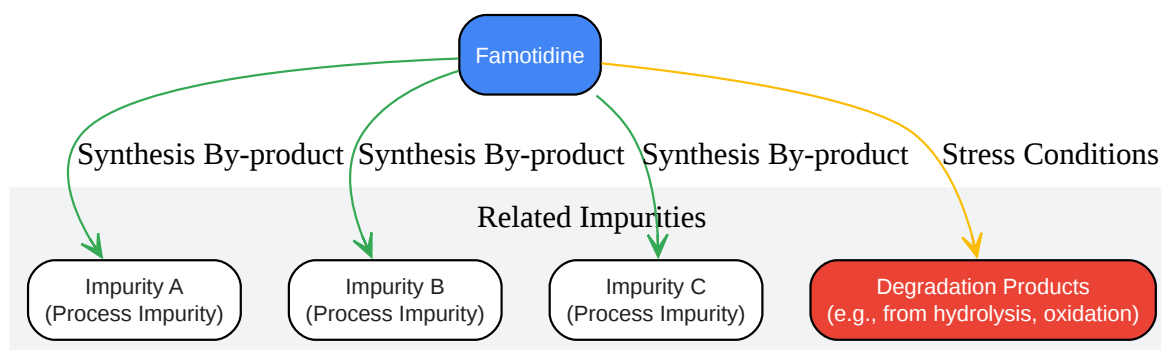 Famotidine
Synthesis By-product
Synthesis By-product
Synthesis By-product
Stress Conditions
Related Impurities
Impurity A
(Process Impurity)
Impurity B
(Process Impurity)
Impurity C
(Process Impurity)
Degradation Products
(e.g., from hydrolysis, oxidation)